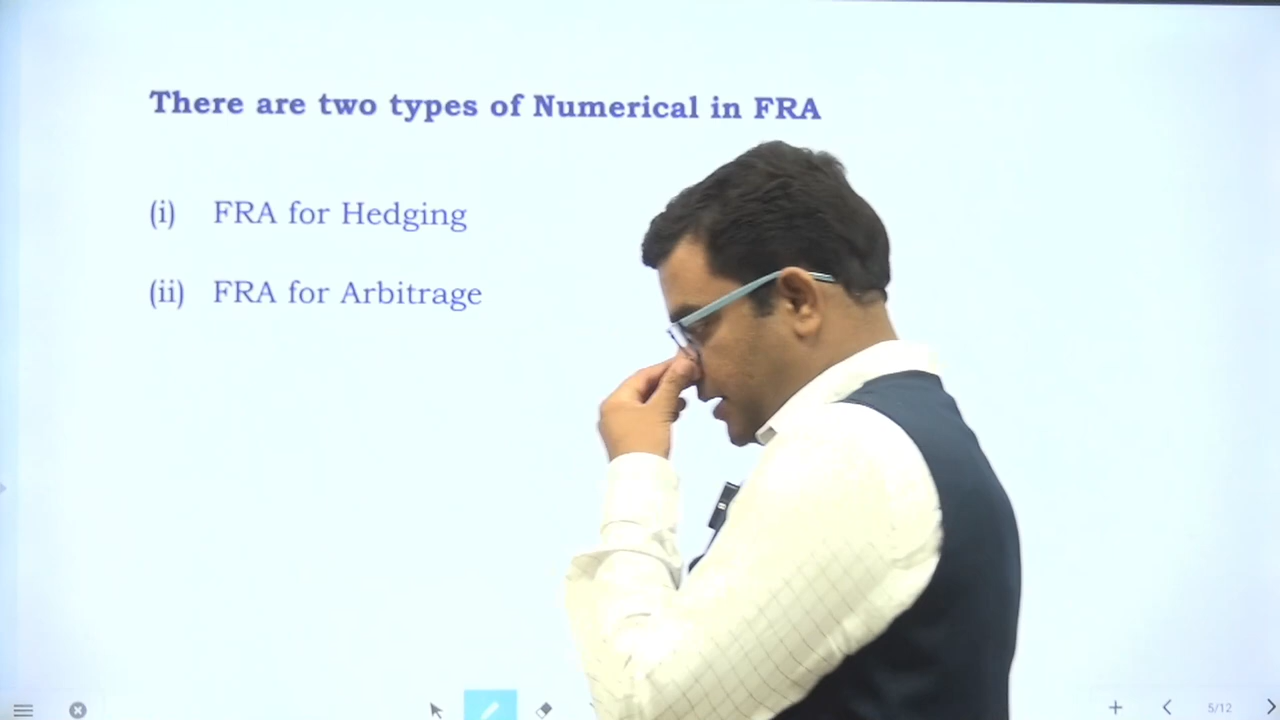 There are two types of Numerical in FRA
(i) FRA for Hedging
(ii) FRA for Arbitrage
5/12